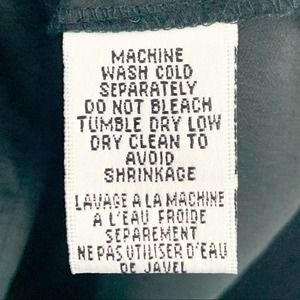 MACHINE
WASH COLD
SEPARATELY
DO NOT BLEACH
TUMBLE DRY LOW
DRY CLEAN TO
AVOID
SHRINKAGE
LAVAGE A LA MACHINE
A L'EAU FROIDE
SEPAREMENT
NE PAS UTILISER D'EAU
DE JAVEL